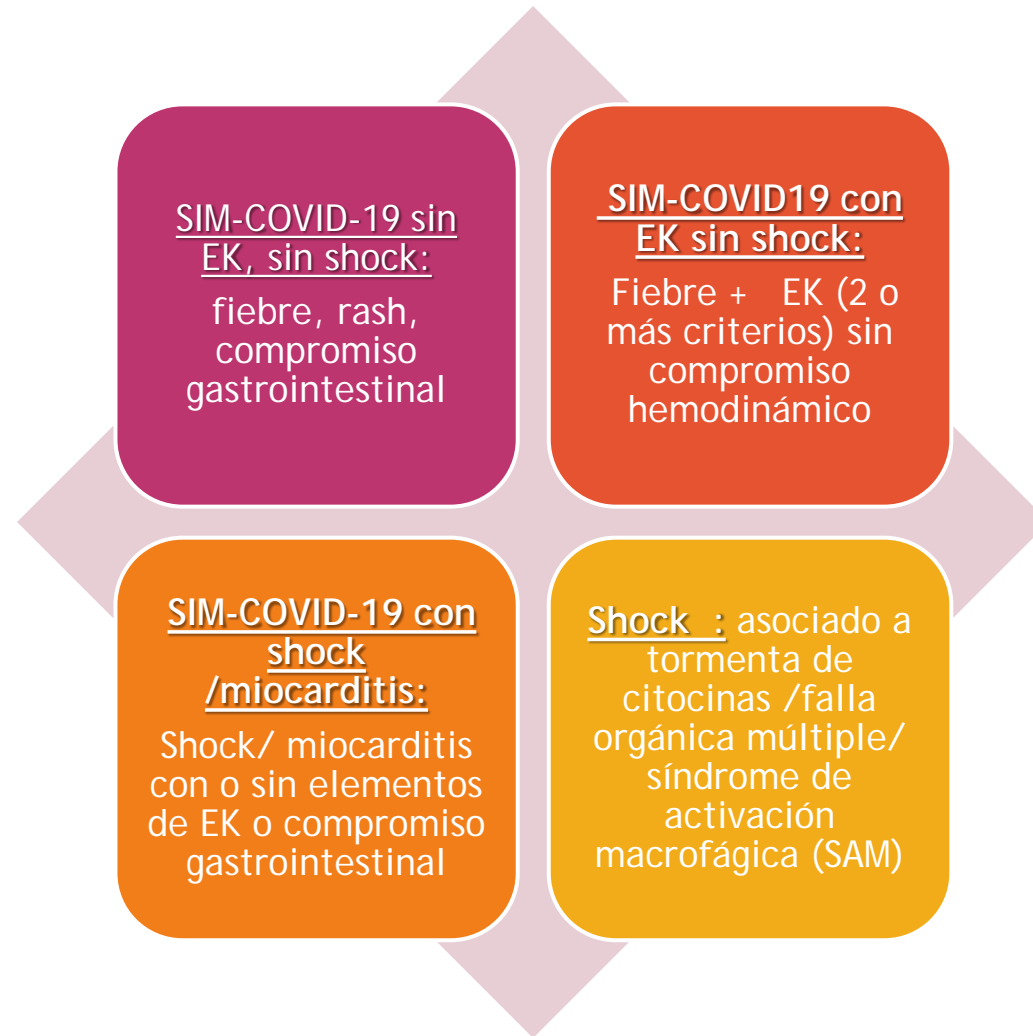 SIM-COVID-19 sin
EK, sin shock:
fiebre, rash,
compromiso
gastrointestinal
SIM-COVID19 con
EK sin shock:
Fiebre + EK (2 o
más criterios) sin
compromiso
hemodinámico
SIM-COVID-19 con
shock
/miocarditis:
Shock/ miocarditis
con o sin elementos
de EK o compromiso
gastrointestinal
Shock : asociado a
tormenta de
citocinas /falla
orgánica múltiple/
síndrome de
activación
macrofágica (SAM)